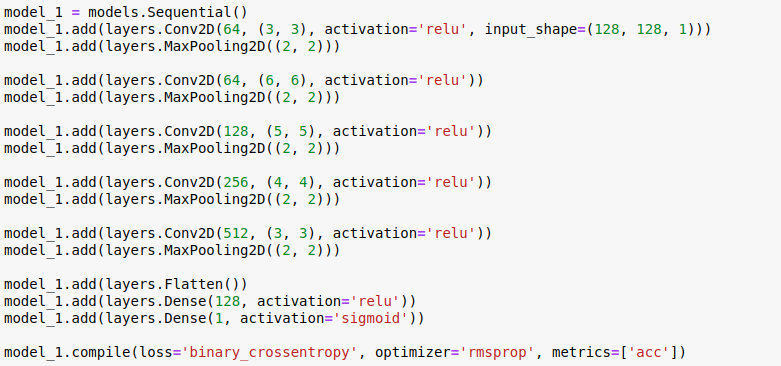 model_1 = models.Sequential()
model_1.add(layers.Conv2D(64, (3, 3), activation='relu', input_shape=(128, 128, 1)))
model_1.add(layers.MaxPooling2D((2, 2)))

model_1.add(layers.Conv2D(64, (6, 6), activation='relu'))
model_1.add(layers.MaxPooling2D((2, 2)))

model_1.add(layers.Conv2D(128, (5, 5), activation='relu'))
model_1.add(layers.MaxPooling2D((2, 2)))

model_1.add(layers.Conv2D(256, (4, 4), activation='relu'))
model_1.add(layers.MaxPooling2D((2, 2)))

model_1.add(layers.Conv2D(512, (3, 3), activation='relu'))
model_1.add(layers.MaxPooling2D((2, 2)))

model_1.add(layers.Flatten())
model_1.add(layers.Dense(128, activation='relu'))
model_1.add(layers.Dense(1, activation='sigmoid'))

model_1.compile(loss='binary_crossentropy', optimizer='rmsprop', metrics=['acc'])